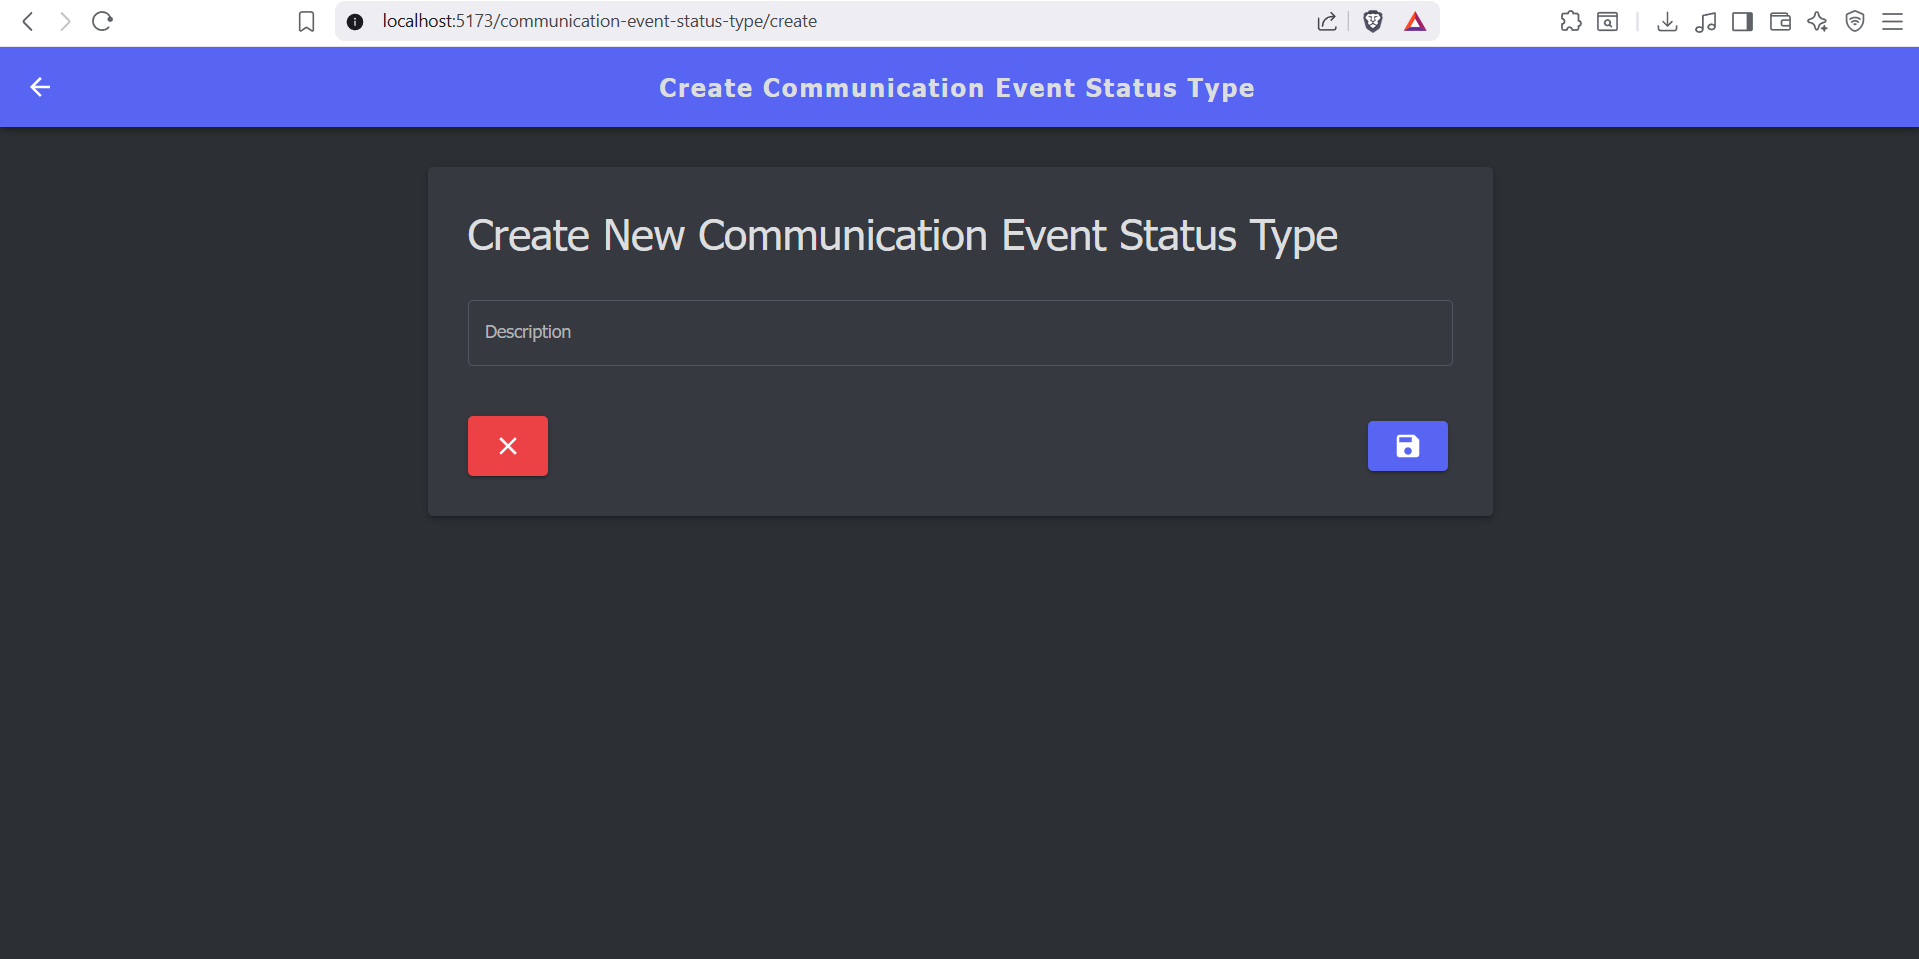 localhost:5173/communication-event-status-type/create
Create Communication Event Status Type
Create New Communication Event Status Type
Description